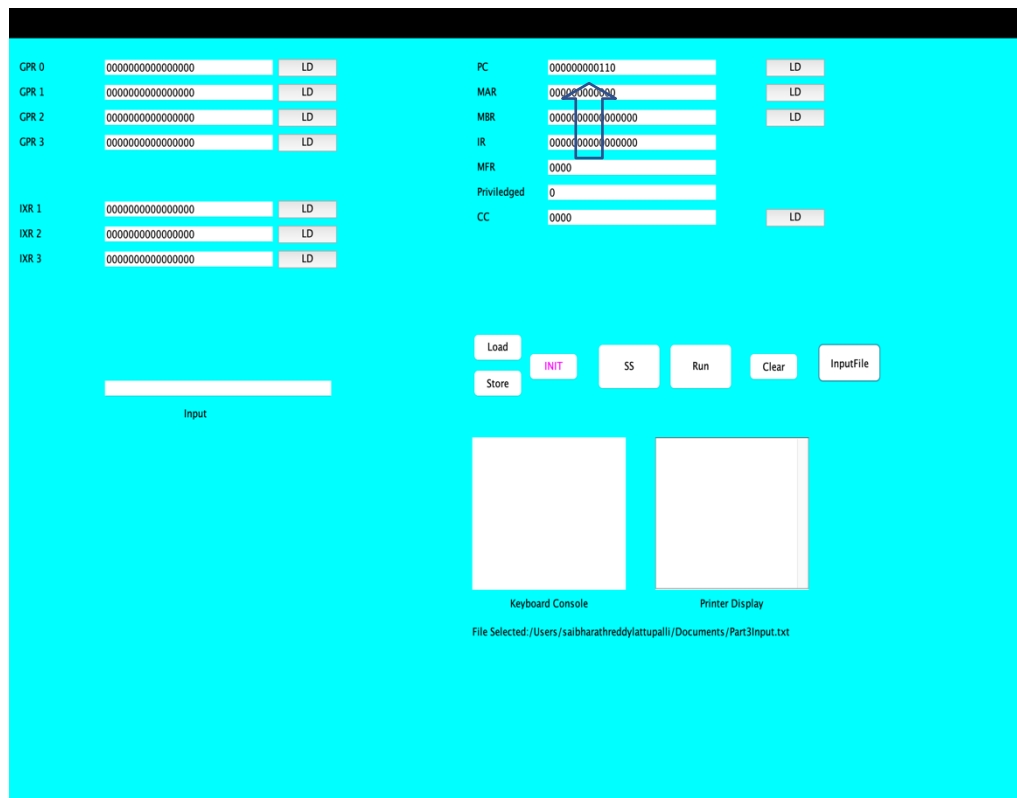 GPR 0 0000000000000000 LD
GPR 1 0000000000000000 LD
GPR 2 0000000000000000 LD
GPR 3 0000000000000000 LD
IXR 1 0000000000000000 LD
IXR 2 0000000000000000 LD
IXR 3 0000000000000000 LD
Input
PC 000000000110 LD
MAR 000000000000 LD
MBR 0000000000000000 LD
IR 0000000000000000
MFR 0000
Priviledged 0
CC 0000 LD
Load
Store
INIT
SS
Run
Clear
InputFile
Keyboard Console
Printer Display
File Selected:/Users/saibharathreddylattupalli/Documents/Part3Input.txt